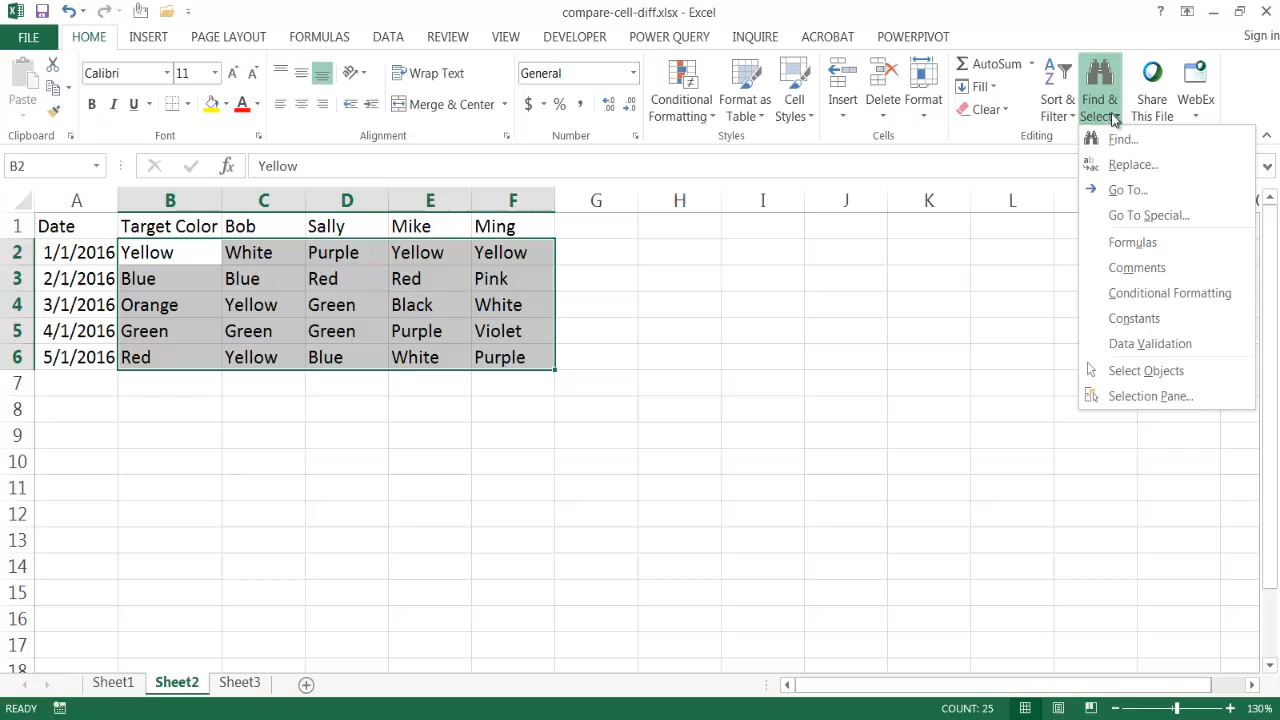 compare-cell-diff.xlsx - Excel
?
FILE HOME INSERT PAGE LAYOUT FORMULAS DATA REVIEW VIEW DEVELOPER POWER QUERY INQUIRE ACROBAT POWERPIVOT Sign in
Paste
Clipboard
Calibri 11
B I U
Font
Wrap Text
Merge & Center
Alignment
General
$ % ,
Number
Conditional
Formatting
Format as
Table
Cell
Styles
Styles
Insert Delete Format
Cells
AutoSum
Fill
Clear
Sort &
Filter
Find &
Select
Editing
Share
This File
WebEx
Find...
Replace...
Go To...
Go To Special...
Formulas
Comments
Conditional Formatting
Constants
Data Validation
Select Objects
Selection Pane...
B2 fx Yellow
A B C D E F G H I J K L
1 Date Target Color Bob Sally Mike Ming
2 1/1/2016 Yellow White Purple Yellow Yellow
3 2/1/2016 Blue Blue Red Red Pink
4 3/1/2016 Orange Yellow Green Black White
5 4/1/2016 Green Green Green Purple Violet
6 5/1/2016 Red Yellow Blue White Purple
7
8
9
10
11
12
13
14
15
16
17
18
Sheet1 Sheet2 Sheet3
READY COUNT: 25 130%